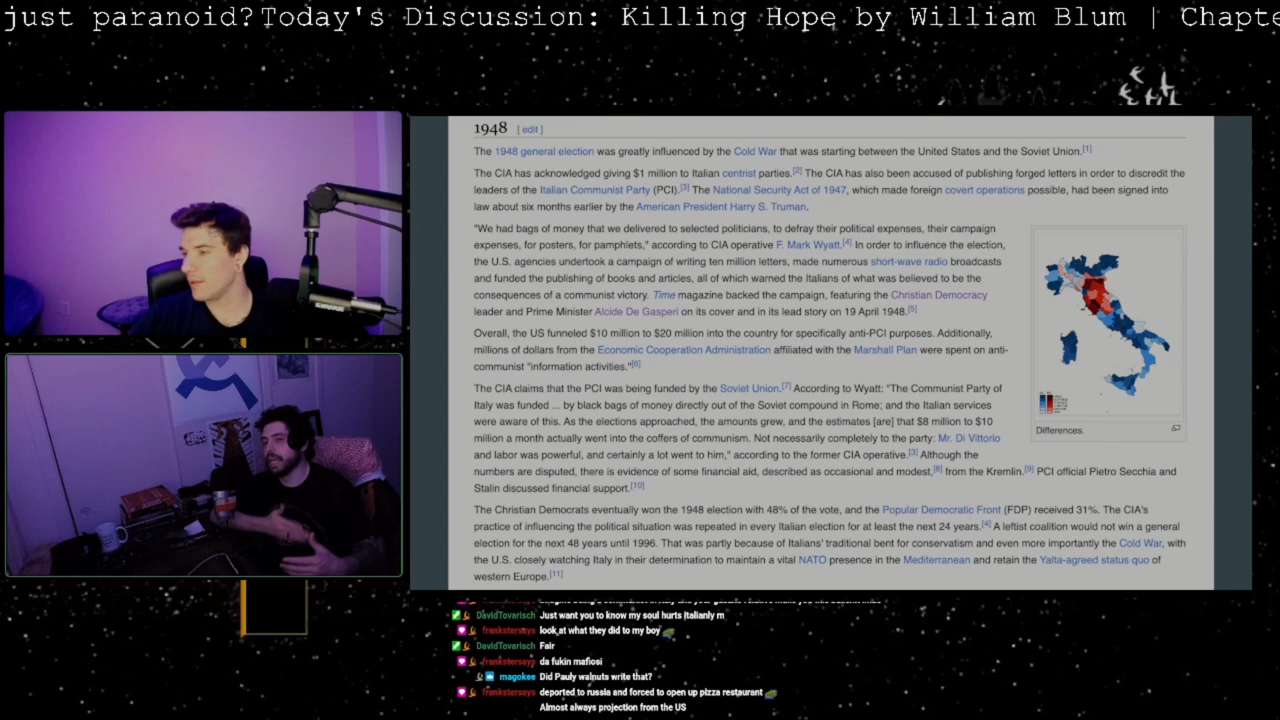 just paranoid?Today's Discussion: Killing Hope by William Blum | Chapte
1948 [ edit ]
The 1948 general election was greatly influenced by the Cold War that was starting between the United States and the Soviet Union.[1]
The CIA has acknowledged giving $1 million to Italian centrist parties.[2] The CIA has also been accused of publishing forged letters in order to discredit the
leaders of the Italian Communist Party (PCI).[3] The National Security Act of 1947, which made foreign covert operations possible, had been signed into
law about six months earlier by the American President Harry S. Truman.
"We had bags of money that we delivered to selected politicians, to defray their political expenses, their campaign
expenses, for posters, for pamphlets," according to CIA operative F. Mark Wyatt.[4] In order to influence the election,
the U.S. agencies undertook a campaign of writing ten million letters, made numerous short-wave radio broadcasts
and funded the publishing of books and articles, all of which warned the Italians of what was believed to be the
consequences of a communist victory. Time magazine backed the campaign, featuring the Christian Democracy
leader and Prime Minister Alcide De Gasperi on its cover and in its lead story on 19 April 1948.[5]
Overall, the US funneled $10 million to $20 million into the country for specifically anti-PCI purposes. Additionally,
millions of dollars from the Economic Cooperation Administration affiliated with the Marshall Plan were spent on anti-
communist "information activities."[6]
The CIA claims that the PCI was being funded by the Soviet Union.[7] According to Wyatt: "The Communist Party of
Italy was funded ... by black bags of money directly out of the Soviet compound in Rome; and the Italian services
were aware of this. As the elections approached, the amounts grew, and the estimates [are] that $8 million to $10
million a month actually went into the coffers of communism. Not necessarily completely to the party: Mr. Di Vittorio
and labor was powerful, and certainly a lot went to him," according to the former CIA operative.[3] Although the
numbers are disputed, there is evidence of some financial aid, described as occasional and modest,[8] from the Kremlin.[9] PCI official Pietro Secchia and
Stalin discussed financial support.[10]
The Christian Democrats eventually won the 1948 election with 48% of the vote, and the Popular Democratic Front (FDP) received 31%. The CIA's
practice of influencing the political situation was repeated in every Italian election for at least the next 24 years.[4] A leftist coalition would not win a general
election for the next 48 years until 1996. That was partly because of Italians' traditional bent for conservatism and even more importantly the Cold War, with
the U.S. closely watching Italy in their determination to maintain a vital NATO presence in the Mediterranean and retain the Yalta-agreed status quo of
western Europe.[11]
Differences.
SHURE
DavidTovarisch Just want you to know my soul hurts Italianly m
frankstersays look at what they did to my boy
DavidTovarisch Fair
frankstersays da fukin mafiosi
magokee Did Pauly walnuts write that?
frankstersays deported to russia and forced to open up pizza restaurant
Almost always projection from the US